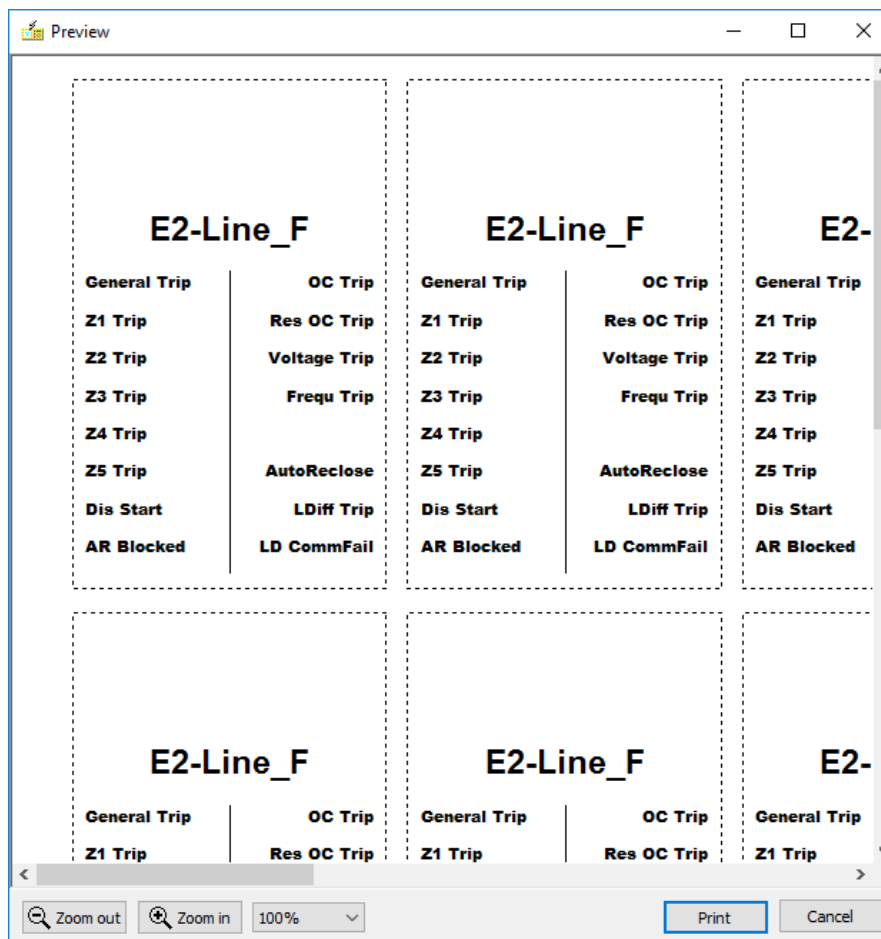 Preview
E2-Line_F E2-Line_F E2-
General Trip OC Trip General Trip OC Trip General Trip
Z1 Trip Res OC Trip Z1 Trip Res OC Trip Z1 Trip
Z2 Trip Voltage Trip Z2 Trip Voltage Trip Z2 Trip
Z3 Trip Frequ Trip Z3 Trip Frequ Trip Z3 Trip
Z4 Trip Z4 Trip Z4 Trip
Z5 Trip AutoReclose Z5 Trip AutoReclose Z5 Trip
Dis Start LDiff Trip Dis Start LDiff Trip Dis Start
AR Blocked LD CommFail AR Blocked LD CommFail AR Blocked
E2-Line_F E2-Line_F E2-
General Trip OC Trip General Trip OC Trip General Trip
Z1 Trip Res OC Trip Z1 Trip Res OC Trip Z1 Trip
Zoom out Zoom in 100% Print Cancel